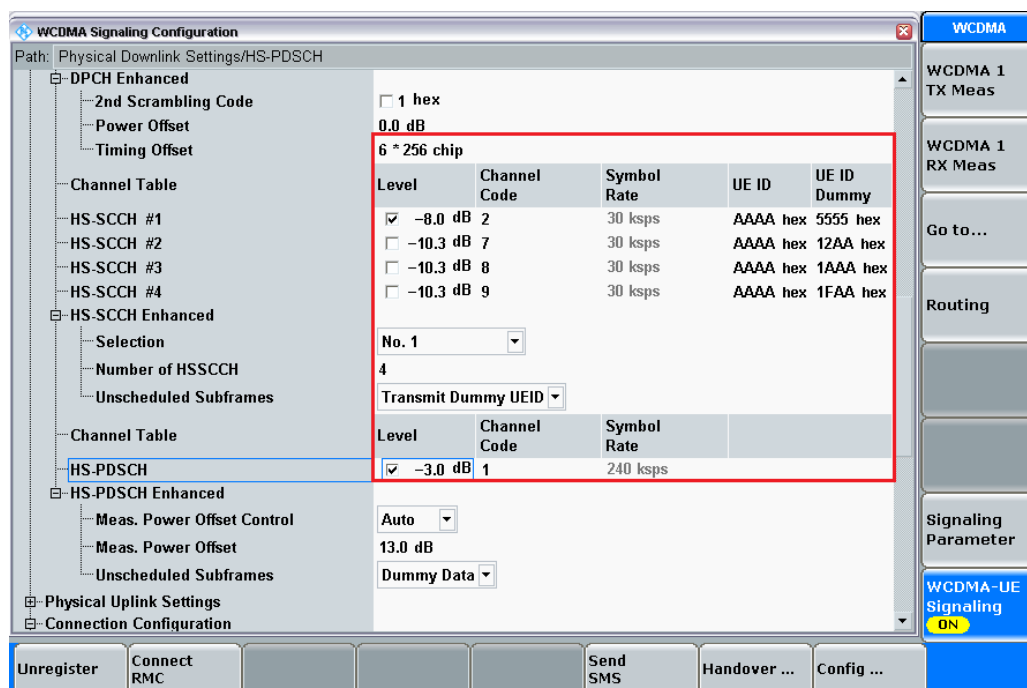 WCDMA Signaling Configuration
WCDMA
Path: Physical Downlink Settings/HS-PDSCH
DPCH Enhanced
2nd Scrambling Code 1 hex
Power Offset 0.0 dB
Timing Offset 6 * 256 chip
Channel Table Level Channel Code Symbol Rate UE ID UE ID Dummy
HS-SCCH #1 −8.0 dB 2 30 ksps AAAA hex 5555 hex
HS-SCCH #2 −10.3 dB 7 30 ksps AAAA hex 12AA hex
HS-SCCH #3 −10.3 dB 8 30 ksps AAAA hex 1AAA hex
HS-SCCH #4 −10.3 dB 9 30 ksps AAAA hex 1FAA hex
HS-SCCH Enhanced
Selection No. 1
Number of HSSCCH 4
Unscheduled Subframes Transmit Dummy UEID
Channel Table Level Channel Code Symbol Rate
HS-PDSCH −3.0 dB 1 240 ksps
HS-PDSCH Enhanced
Meas. Power Offset Control Auto
Meas. Power Offset 13.0 dB
Unscheduled Subframes Dummy Data
Physical Uplink Settings
Connection Configuration
WCDMA 1
TX Meas
WCDMA 1
RX Meas
Go to...
Routing
Signaling
Parameter
WCDMA-UE
Signaling
ON
Unregister
Connect
RMC
Send
SMS
Handover ...
Config ...